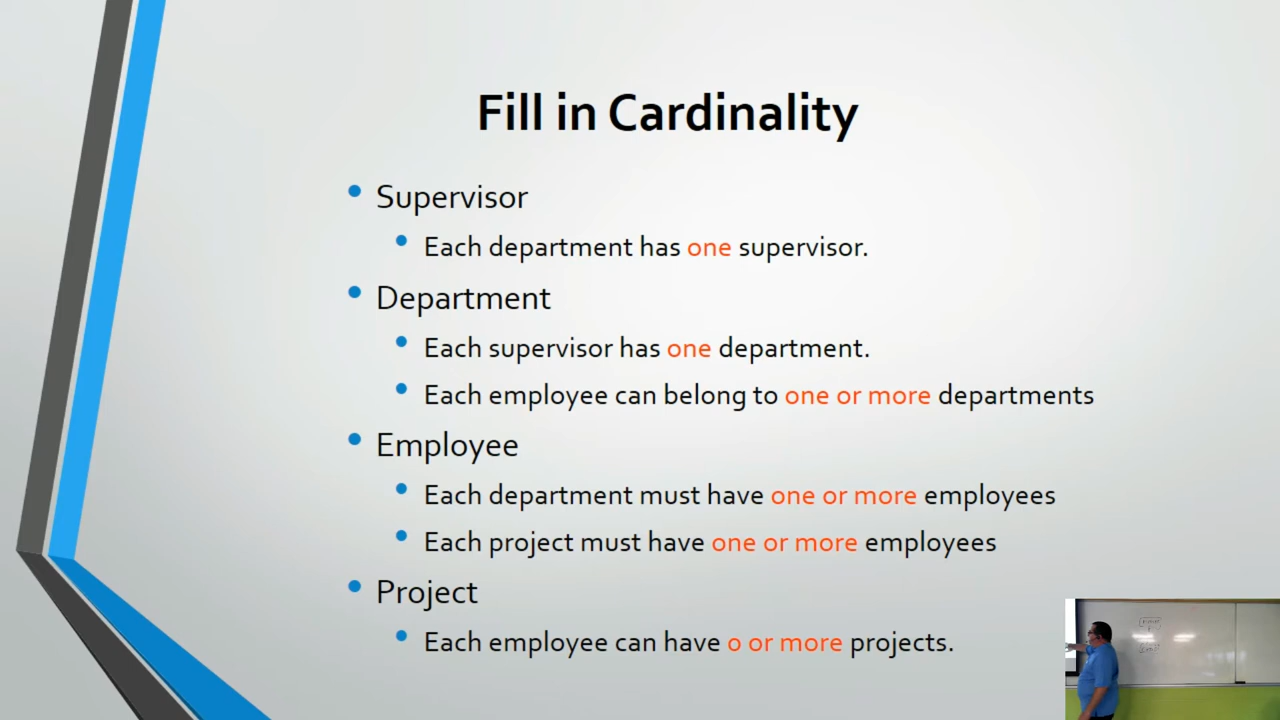 Fill in Cardinality
Supervisor
Each department has one supervisor.
Department
Each supervisor has one department.
Each employee can belong to one or more departments
Employee
Each department must have one or more employees
Each project must have one or more employees
Project
Each employee can have 0 or more projects.